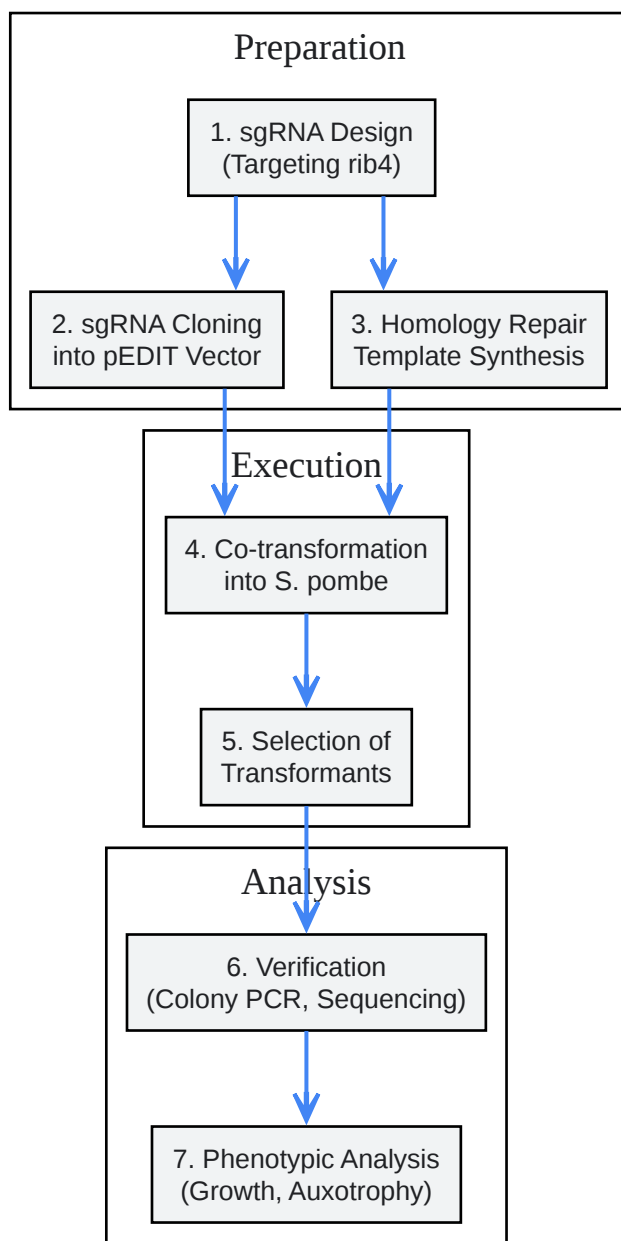 Preparation
1. sgRNA Design
(Targeting rib4)
2. sgRNA Cloning
into pEDIT Vector
3. Homology Repair
Template Synthesis
Execution
4. Co-transformation
into S. pombe
5. Selection of
Transformants
Analysis
6. Verification
(Colony PCR, Sequencing)
7. Phenotypic Analysis
(Growth, Auxotrophy)